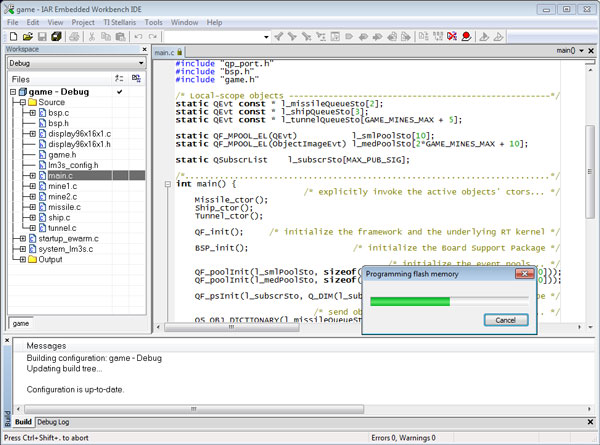 game - IAR Embedded Workbench IDE
File Edit View Project TI Stellaris Tools Window Help
Workspace
main.c
main()
Debug
Files
game - Debug
Source
bsp.c
bsp.h
display96x16x1.c
display96x16x1.h
game.h
lm3s_config.h
main.c
mine1.c
mine2.c
missile.c
ship.c
tunnel.c
startup_ewarm.c
system_lm3s.c
Output
game
#include "qp_port.h"
#include "bsp.h"
#include "game.h"
/* Local-scope objects -----------------------------------------------------*/
static QEvt const * l_missileQueueSto[2];
static QEvt const * l_shipQueueSto[3];
static QEvt const * l_tunnelQueueSto[GAME_MINES_MAX + 5];
static QF_MPOOL_EL(QEvt) l_smlPoolSto[10];
static QF_MPOOL_EL(ObjectImageEvt) l_medPoolSto[2*GAME_MINES_MAX + 10];
static QSubscrList l_subscrSto[MAX_PUB_SIG];
/*..........................................................................*/
int main() {
/* explicitly invoke the active objects' ctors... */
Missile_ctor();
Ship_ctor();
Tunnel_ctor();
QF_init(); /* initialize the framework and the underlying RT kernel */
BSP_init(); /* initialize the Board Support Package */
/* initialize the event pools... */
QF_poolInit(l_smlPoolSto, sizeof( 0]));
QF_poolInit(l_medPoolSto, sizeof( 0]));
QF_psInit(l_subscrSto, Q_DIM(l_su be */
/* send ob .. */
QS_OBJ_DICTIONARY(l_missileQueueSt
Programming flash memory
Cancel
Messages
Building configuration: game - Debug
Updating build tree...
Configuration is up-to-date.
Build
Build Debug Log
Press Ctrl+Shift+. to abort
Errors 0, Warnings 0